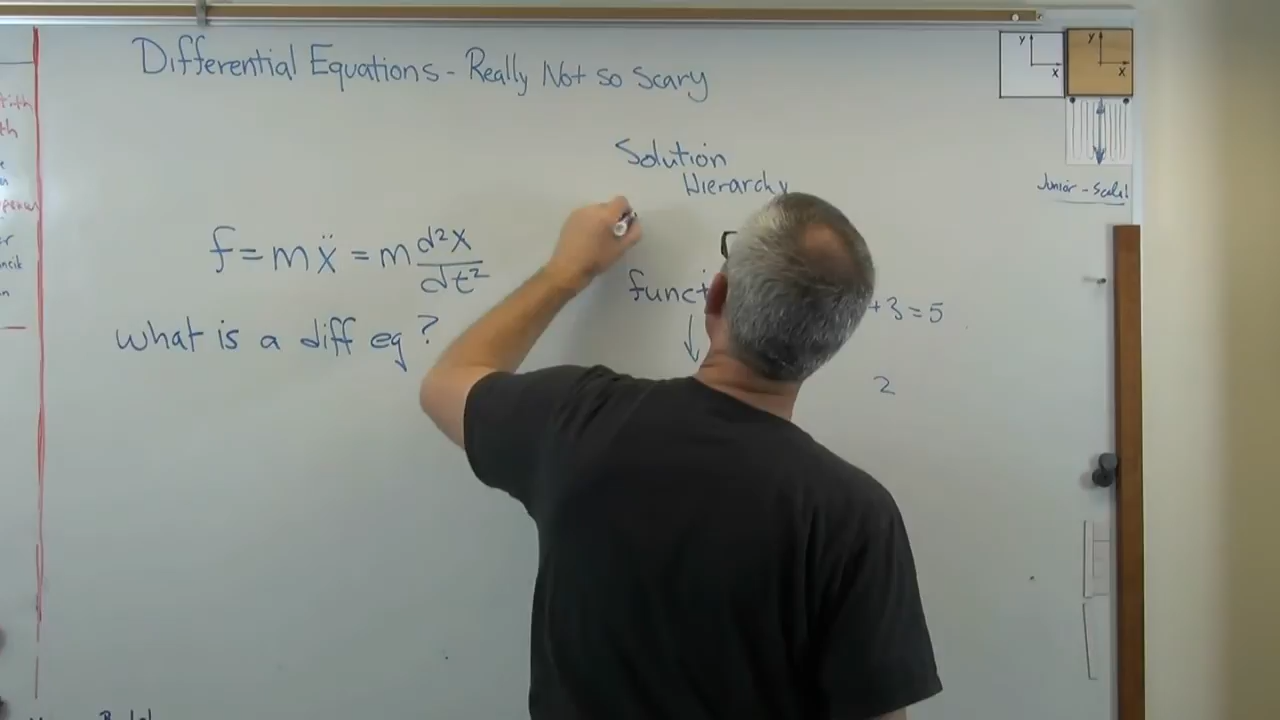 Differential Equations - Really Not so Scary
Solution
Hierarchy
f = mẍ = m d²x/dt²
what is a diff eq?
+3=5
2
y
x
y
x
Junior - Scale!